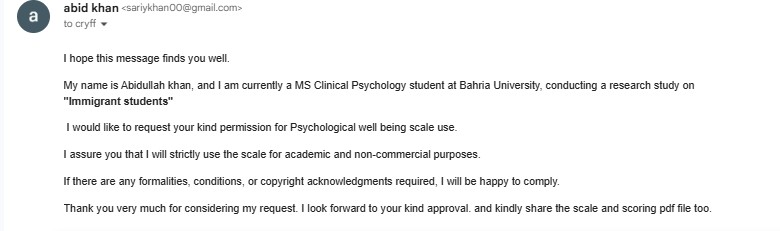 a
abid khan <sariykhan00@gmail.com>
to cryff
I hope this message finds you well.
My name is Abidullah khan, and I am currently a MS Clinical Psychology student at Bahria University, conducting a research study on
"Immigrant students"
I would like to request your kind permission for Psychological well being scale use.
I assure you that I will strictly use the scale for academic and non-commercial purposes.
If there are any formalities, conditions, or copyright acknowledgments required, I will be happy to comply.
Thank you very much for considering my request. I look forward to your kind approval. and kindly share the scale and scoring pdf file too.